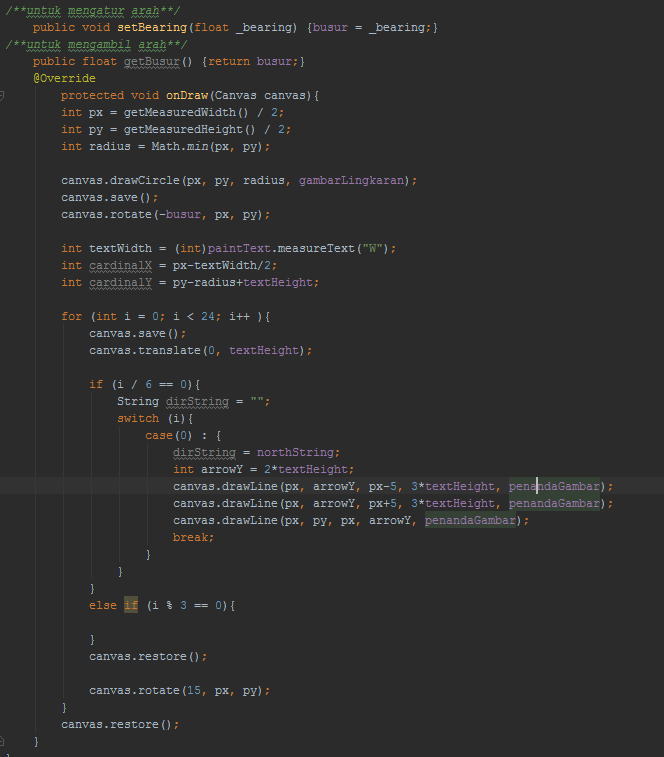 /**untuk mengatur arah**/
public void setBearing(float _bearing) {busur = _bearing;}
/**untuk mengambil arah**/
public float getBusur() {return busur;}
@Override
protected void onDraw(Canvas canvas){
int px = getMeasuredWidth() / 2;
int py = getMeasuredHeight() / 2;
int radius = Math.min(px, py);
canvas.drawCircle(px, py, radius, gambarLingkaran);
canvas.save();
canvas.rotate(-busur, px, py);
int textWidth = (int)paintText.measureText("W");
int cardinalX = px-textWidth/2;
int cardinalY = py-radius+textHeight;
for (int i = 0; i < 24; i++ ){
canvas.save();
canvas.translate(0, textHeight);
if (i / 6 == 0){
String dirString = "";
switch (i){
case(0) : {
dirString = northString;
int arrowY = 2*textHeight;
canvas.drawLine(px, arrowY, px-5, 3*textHeight, penandaGambar);
canvas.drawLine(px, arrowY, px+5, 3*textHeight, penandaGambar);
canvas.drawLine(px, py, px, arrowY, penandaGambar);
break;
}
}
}
else if (i % 3 == 0){
}
canvas.restore();
canvas.rotate(15, px, py);
}
canvas.restore();
}